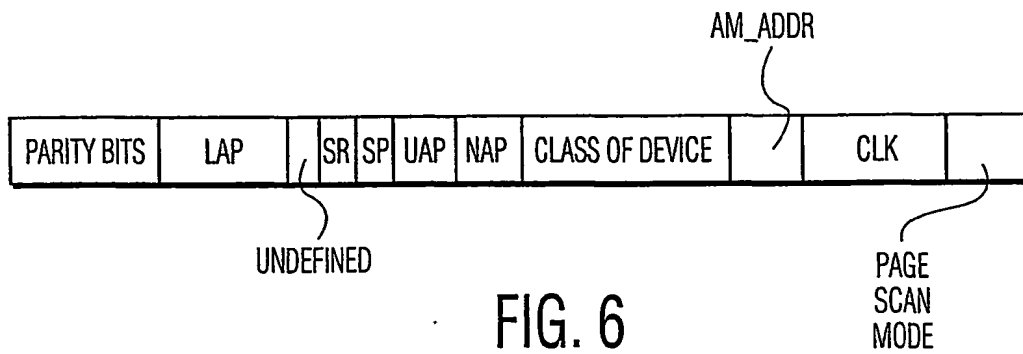 AM_ADDR
PARITY BITS LAP SR SP UAP NAP CLASS OF DEVICE CLK
UNDEFINED
PAGE
SCAN
MODE
FIG. 6